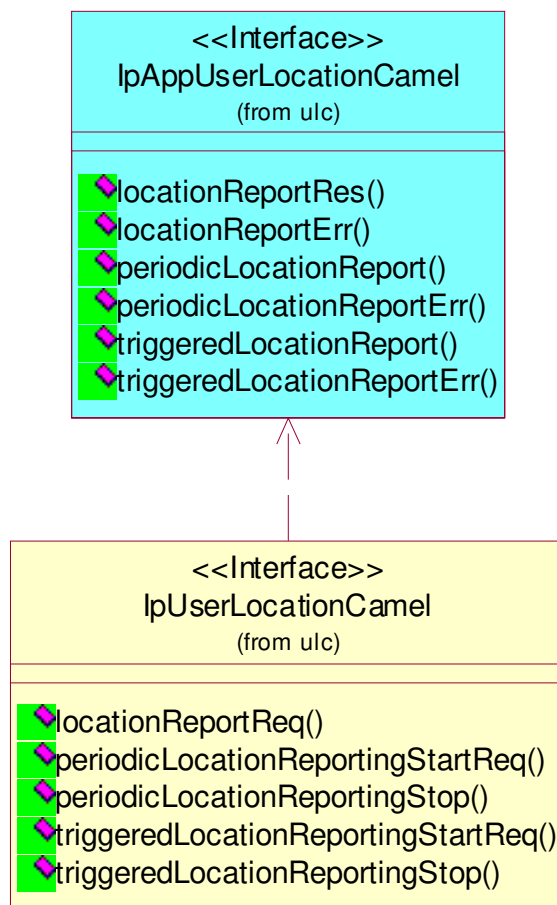 <<Interface>>
IpAppUserLocationCamel
(from ulc)
locationReportRes()
locationReportErr()
periodicLocationReport()
periodicLocationReportErr()
triggeredLocationReport()
triggeredLocationReportErr()
<<Interface>>
IpUserLocationCamel
(from ulc)
locationReportReq()
periodicLocationReportingStartReq()
periodicLocationReportingStop()
triggeredLocationReportingStartReq()
triggeredLocationReportingStop()